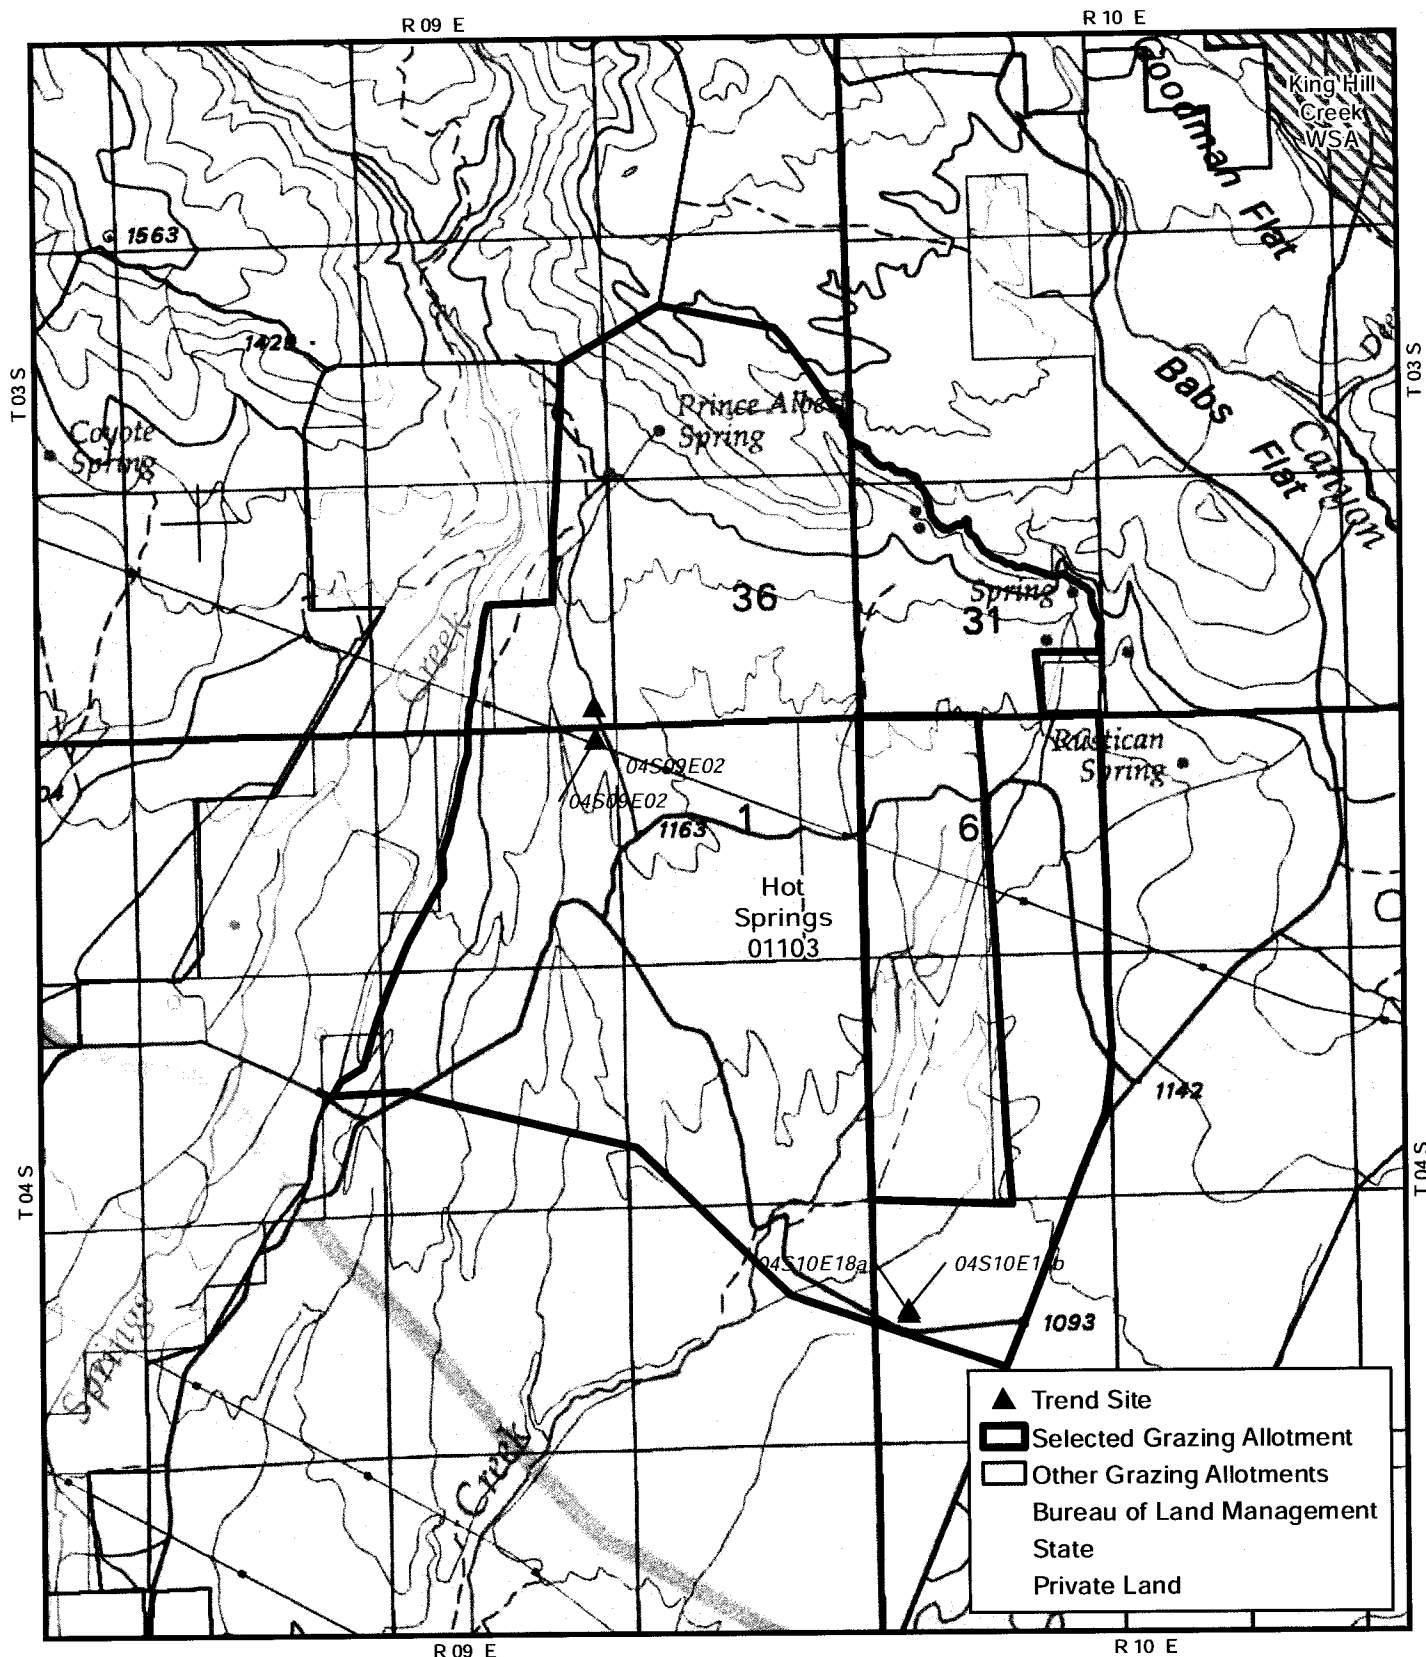 R 09 E
R 10 E
Goodman Flat
King Hill
Creek
WSA
1563
1420
T 03 S
T 03 S
Coyote
Spring
Prince Albert
Spring
Babs
Flat
Canyon
Creek
36
Spring
31
Rustican
Spring
04S09E02
04S09E02
1163
1
6
Hot
Springs
01103
1142
T 04 S
T 04 S
04S10E18a
04S10E18b
1093
Springs
Creek
Trend Site
Selected Grazing Allotment
Other Grazing Allotments
Bureau of Land Management
State
Private Land
R 09 E
R 10 E